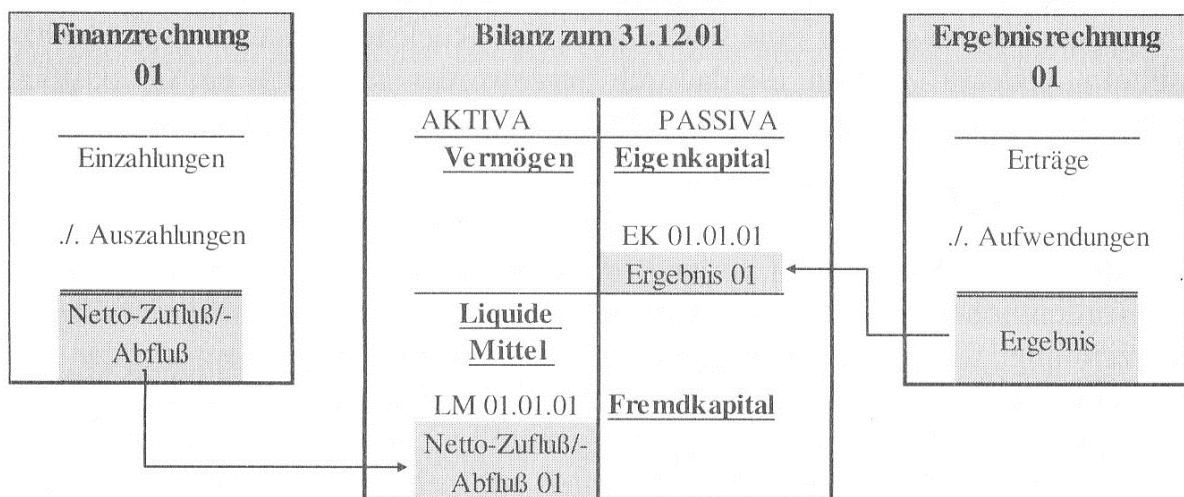 Finanzrechnung
01
Einzahlungen
./. Auszahlungen
Netto-Zufluß/-
Abfluß
Bilanz zum 31.12.01
AKTIVA PASSIVA
Vermögen Eigenkapital
EK 01.01.01
Ergebnis 01
Liquide
Mittel
LM 01.01.01 Fremdkapital
Netto-Zufluß/-
Abfluß 01
Ergebnisrechnung
01
Erträge
./. Aufwendungen
Ergebnis